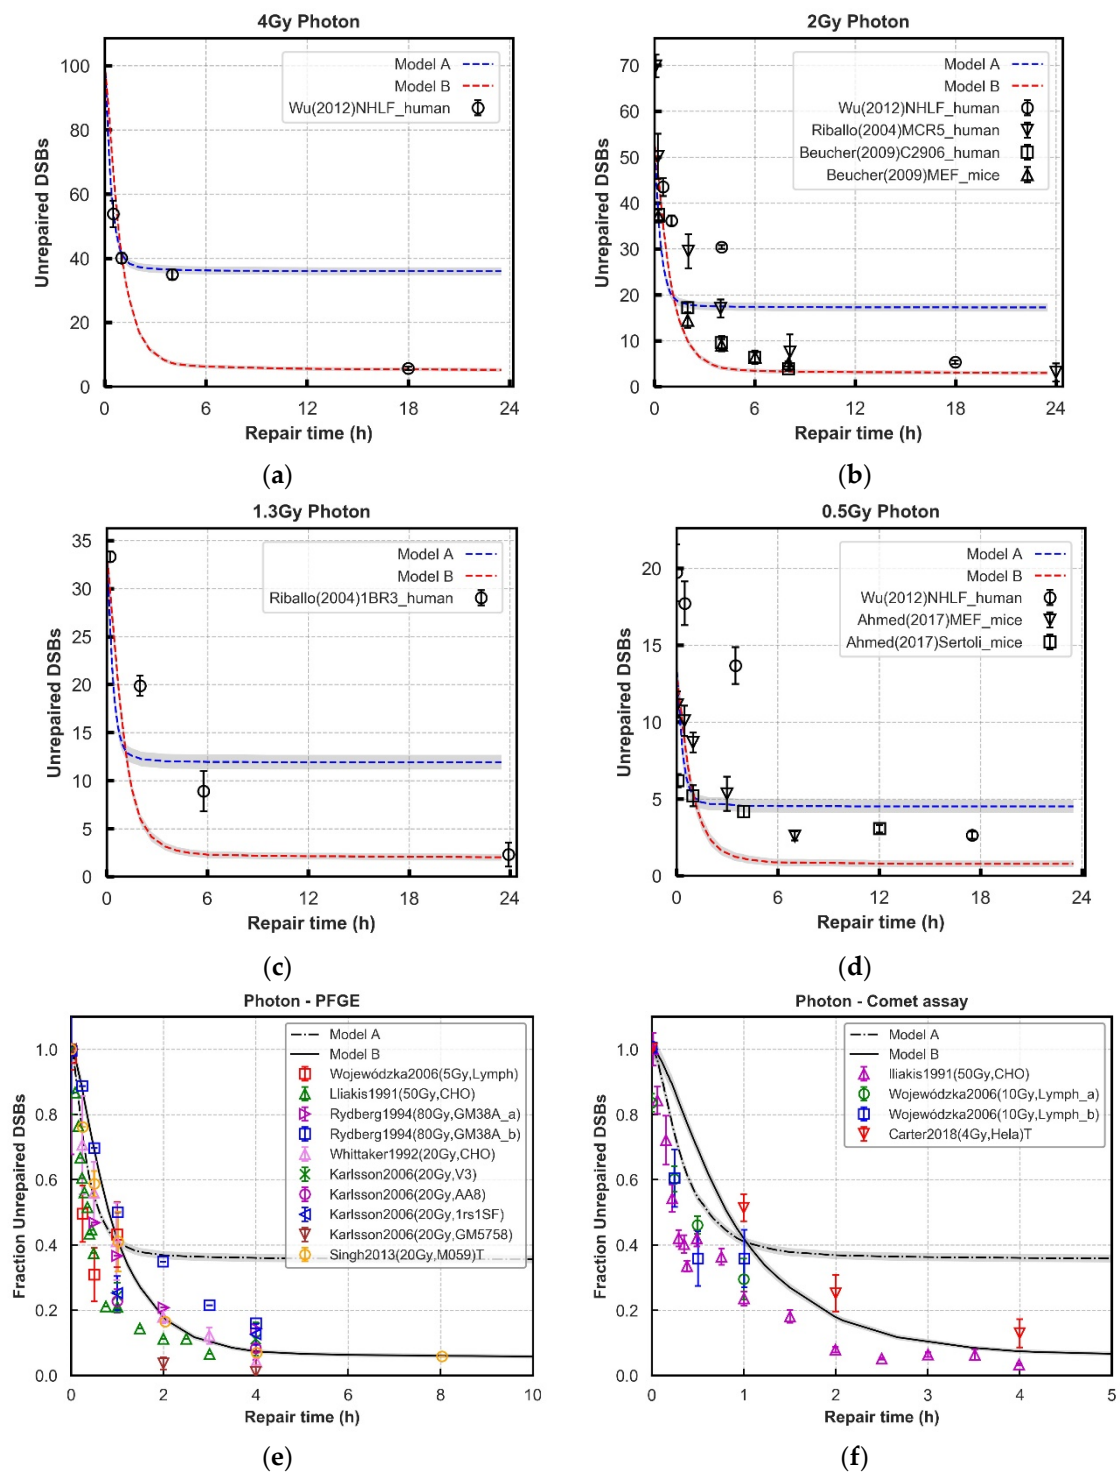 4Gy Photon
Unrepaired DSBs
100
80
60
40
20
0
Model A
Model B
Wu(2012)NHLF_human
0 6 12 18 24
Repair time (h)
(a)
2Gy Photon
Unrepaired DSBs
70
60
50
40
30
20
10
0
Model A
Model B
Wu(2012)NHLF_human
Riballo(2004)MCR5_human
Beucher(2009)C2906_human
Beucher(2009)MEF_mice
0 6 12 18 24
Repair time (h)
(b)
1.3Gy Photon
Unrepaired DSBs
35
30
25
20
15
10
5
0
Model A
Model B
Riballo(2004)1BR3_human
0 6 12 18 24
Repair time (h)
(c)
0.5Gy Photon
Unrepaired DSBs
20
15
10
5
0
Model A
Model B
Wu(2012)NHLF_human
Ahmed(2017)MEF_mice
Ahmed(2017)Sertoli_mice
0 6 12 18 24
Repair time (h)
(d)
Photon - PFGE
Fraction Unrepaired DSBs
1.0
0.8
0.6
0.4
0.2
0.0
Model A
Model B
Wojewódzka2006(5Gy,Lymph)
Lliakis1991(50Gy,CHO)
Rydberg1994(80Gy,GM38A_a)
Rydberg1994(80Gy,GM38A_b)
Whittaker1992(20Gy,CHO)
Karlsson2006(20Gy,V3)
Karlsson2006(20Gy,AA8)
Karlsson2006(20Gy,1rs1SF)
Karlsson2006(20Gy,GM5758)
Singh2013(20Gy,M059)T
0 2 4 6 8 10
Repair time (h)
(e)
Photon - Comet assay
Fraction Unrepaired DSBs
1.0
0.8
0.6
0.4
0.2
0.0
Model A
Model B
Iliakis1991(50Gy,CHO)
Wojewódzka2006(10Gy,Lymph_a)
Wojewódzka2006(10Gy,Lymph_b)
Carter2018(4Gy,Hela)T
0 1 2 3 4 5
Repair time (h)
(f)